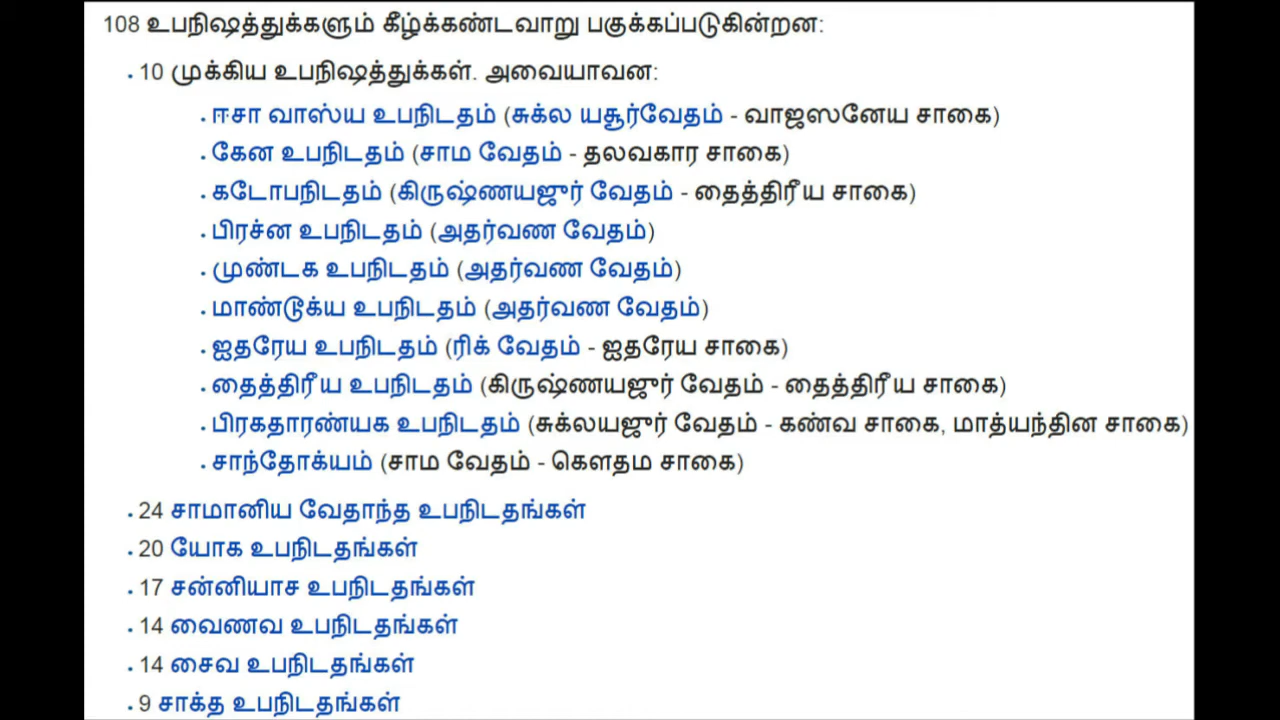 108 உபநிஷத்துக்களும் கீழ்க்கண்டவாறு பகுக்கப்படுகின்றன:
10 முக்கிய உபநிஷத்துக்கள். அவையாவன:
ஈசா வாஸ்ய உபநிடதம் (சுக்ல யசூர்வேதம் - வாஜஸனேய சாகை)
கேன உபநிடதம் (சாம வேதம் - தலவகார சாகை)
கடோபநிடதம் (கிருஷ்ணயஜுர் வேதம் - தைத்திரீய சாகை)
பிரச்ன உபநிடதம் (அதர்வண வேதம்)
முண்டக உபநிடதம் (அதர்வண வேதம்)
மாண்டூக்ய உபநிடதம் (அதர்வண வேதம்)
ஐதரேய உபநிடதம் (ரிக் வேதம் - ஐதரேய சாகை)
தைத்திரீய உபநிடதம் (கிருஷ்ணயஜுர் வேதம் - தைத்திரீய சாகை)
பிரகதாரண்யக உபநிடதம் (சுக்லயஜுர் வேதம் - கண்வ சாகை, மாத்யந்தின சாகை)
சாந்தோக்யம் (சாம வேதம் - கௌதம சாகை)
24 சாமானிய வேதாந்த உபநிடதங்கள்
20 யோக உபநிடதங்கள்
17 சன்னியாச உபநிடதங்கள்
14 வைணவ உபநிடதங்கள்
14 சைவ உபநிடதங்கள்
9 சாக்த உபநிடதங்கள்